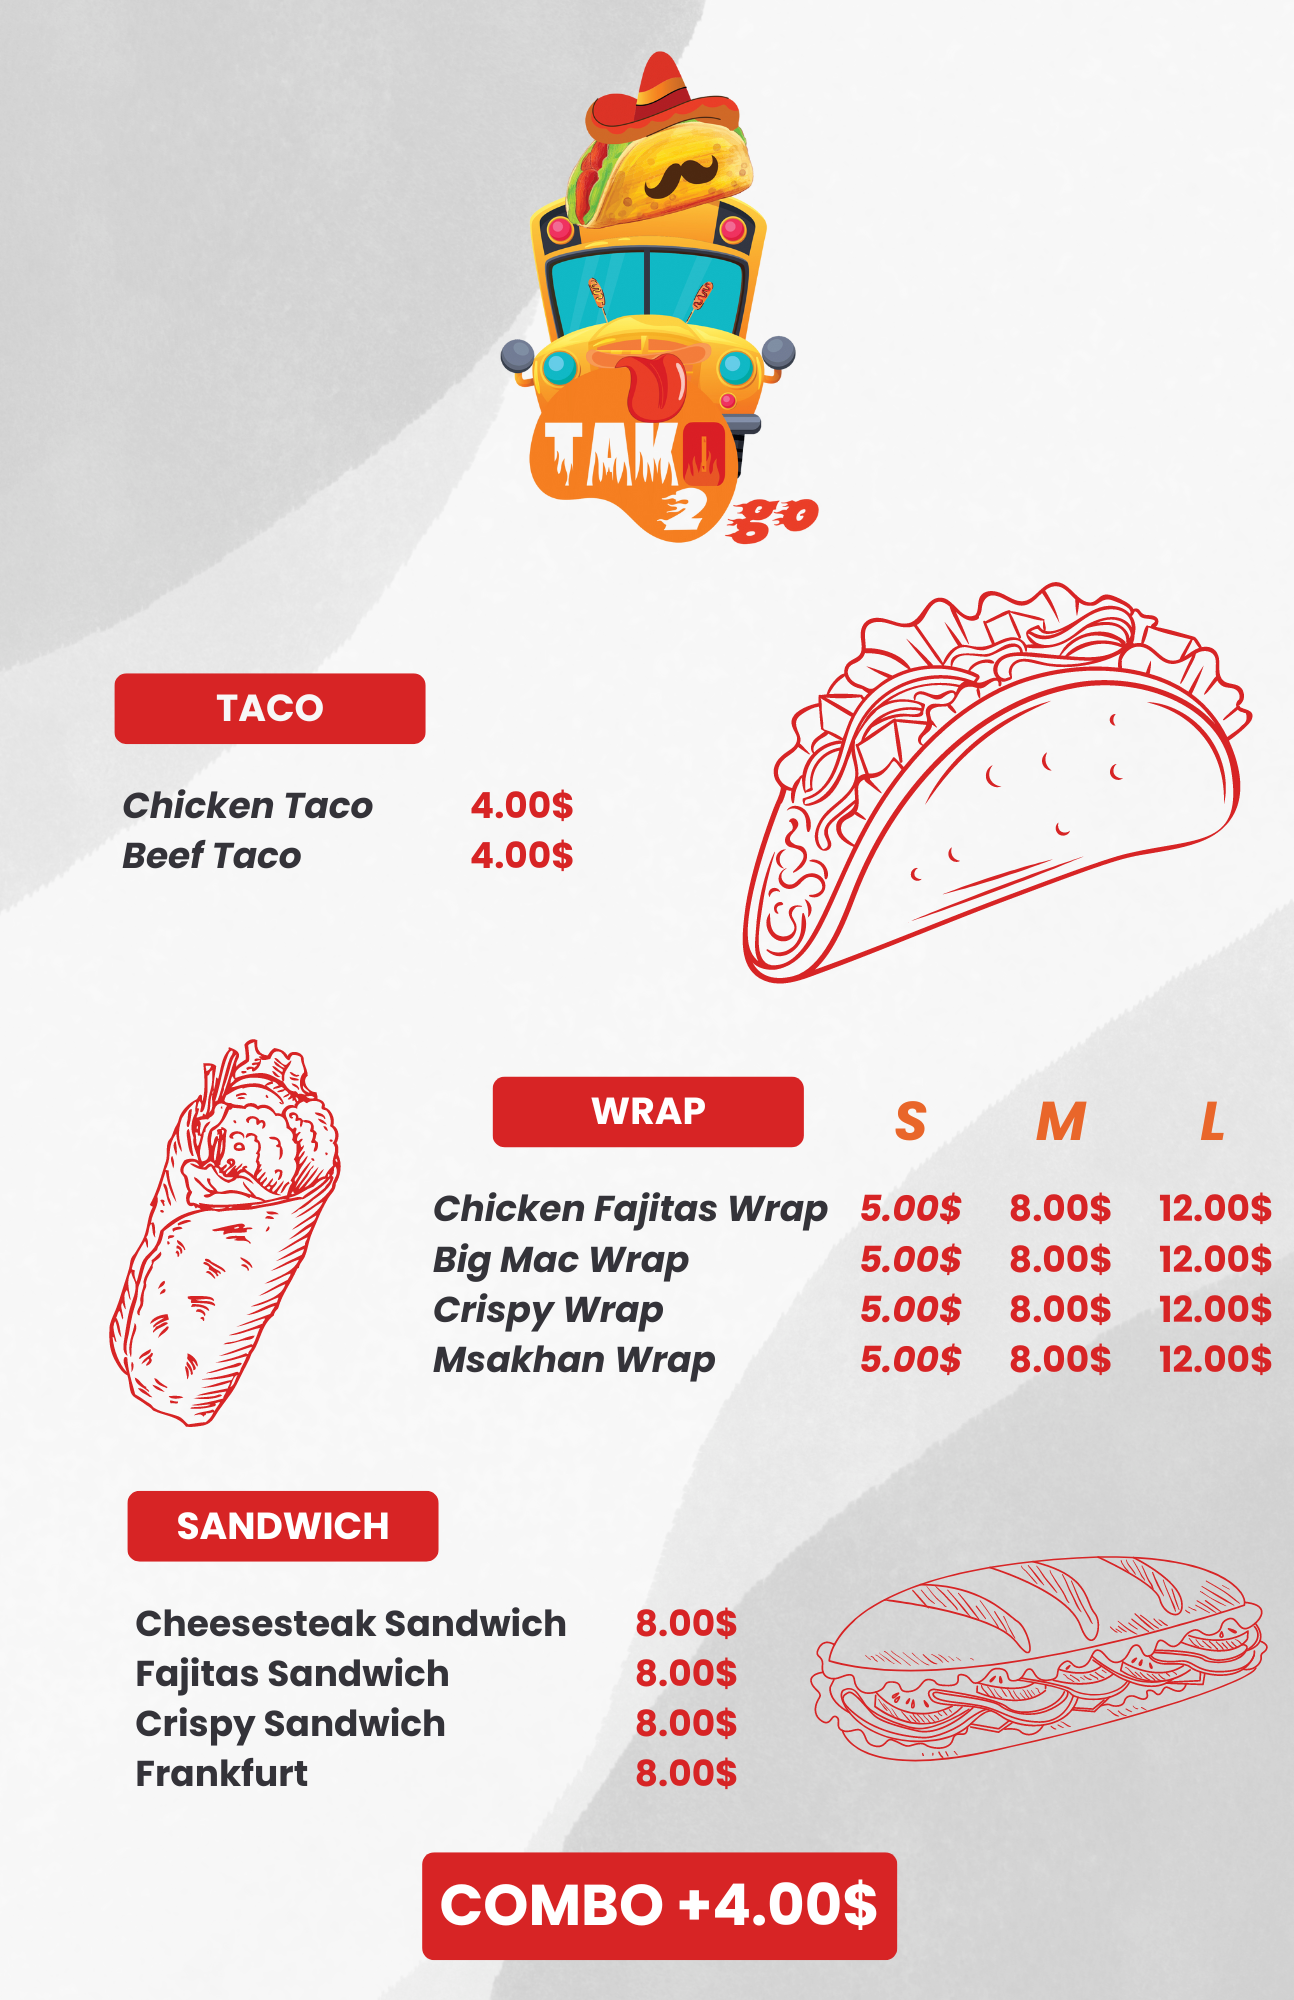 TAKO
2 go
TACO
Chicken Taco 4.00$
Beef Taco 4.00$
WRAP S M L
Chicken Fajitas Wrap 5.00$ 8.00$ 12.00$
Big Mac Wrap 5.00$ 8.00$ 12.00$
Crispy Wrap 5.00$ 8.00$ 12.00$
Msakhan Wrap 5.00$ 8.00$ 12.00$
SANDWICH
Cheesesteak Sandwich 8.00$
Fajitas Sandwich 8.00$
Crispy Sandwich 8.00$
Frankfurt 8.00$
COMBO +4.00$